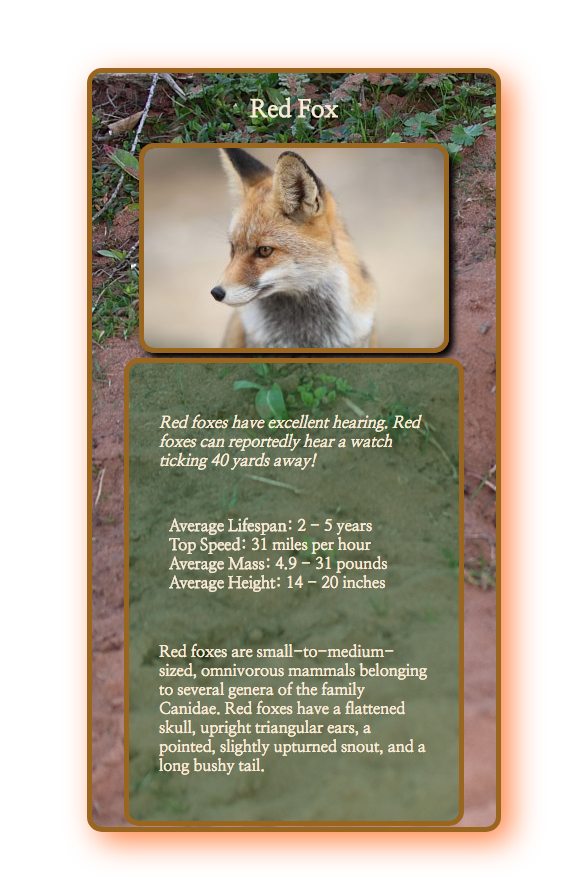 Red Fox
Red foxes have excellent hearing. Red
foxes can reportedly hear a watch
ticking 40 yards away!
Average Lifespan: 2 - 5 years
Top Speed: 31 miles per hour
Average Mass: 4.9 - 31 pounds
Average Height: 14 - 20 inches
Red foxes are small-to-medium-
sized, omnivorous mammals belonging
to several genera of the family
Canidae. Red foxes have a flattened
skull, upright triangular ears, a
pointed, slightly upturned snout, and a
long bushy tail.